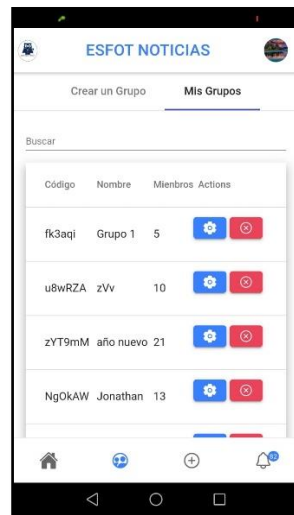 ESFOT NOTICIAS
Crear un Grupo Mis Grupos
Buscar
Código Nombre Mienbros Actions
fk3aqi Grupo 1 5
u8wRZA zVv 10
zYT9mM año nuevo 21
NgOkAW Jonathan 13
82